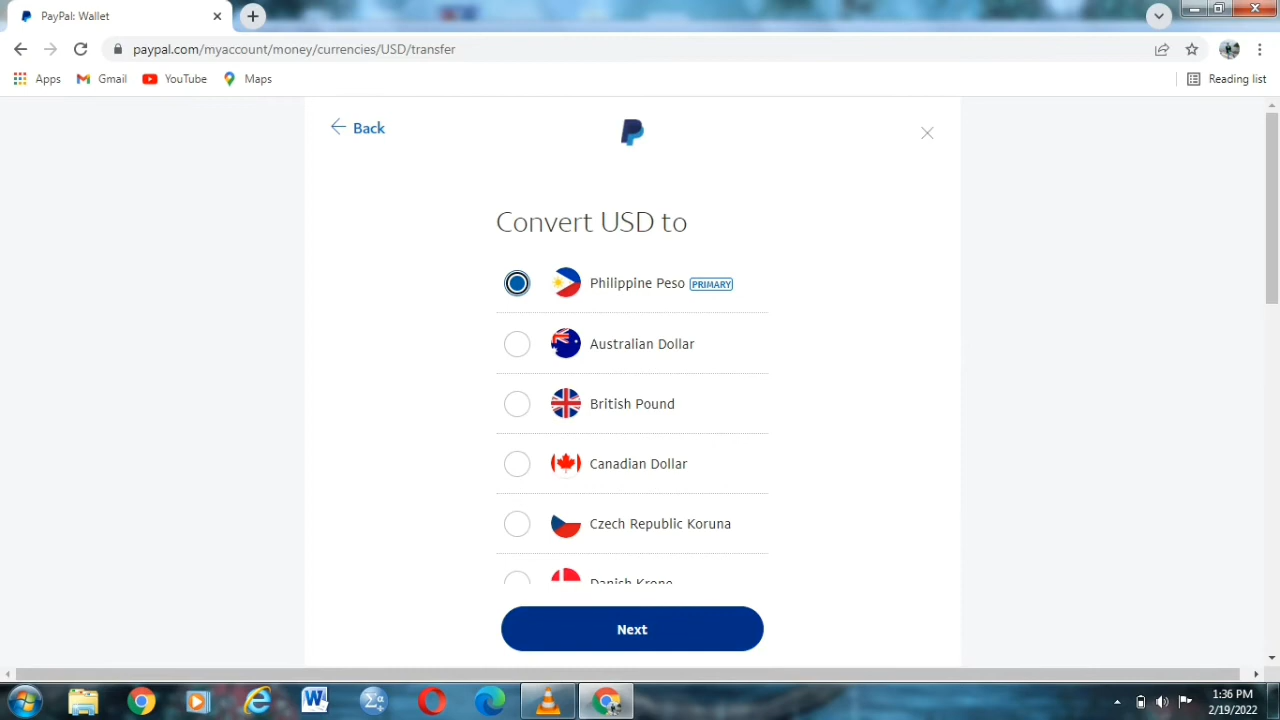 PayPal: Wallet
paypal.com/myaccount/money/currencies/USD/transfer
Apps Gmail YouTube Maps Reading list
Back
Convert USD to
Philippine Peso PRIMARY
Australian Dollar
British Pound
Canadian Dollar
Czech Republic Koruna
Danish Krone
Next
1:36 PM
2/19/2022